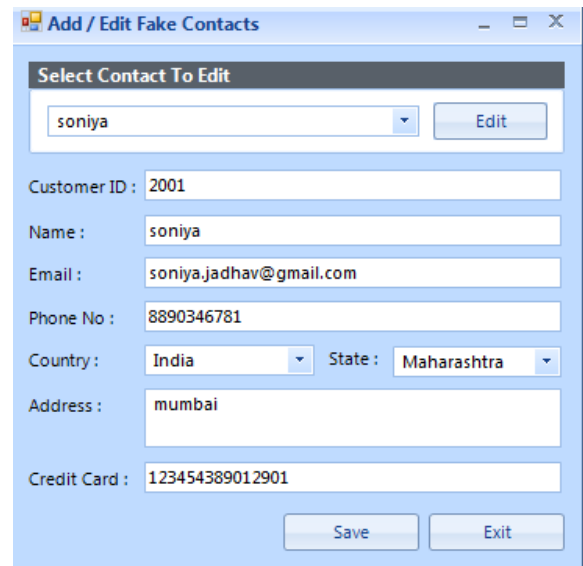 Add / Edit Fake Contacts
Select Contact To Edit
soniya Edit
Customer ID : 2001
Name : soniya
Email : soniya.jadhav@gmail.com
Phone No : 8890346781
Country : India State : Maharashtra
Address : mumbai
Credit Card : 123454389012901
Save Exit